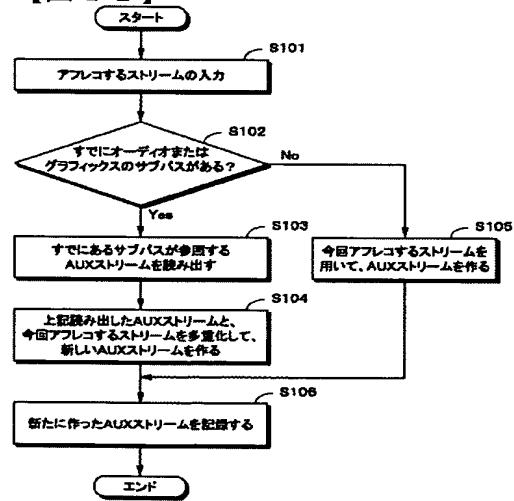 スタート
S101
アフレコするストリームの入力
S102
すでにオーディオまたは
グラフィックスのサブパスがある？
No
Yes
S103
すでにあるサブパスが参照する
AUXストリームを読み出す
S105
今回アフレコするストリームを
用いて、AUXストリームを作る
S104
上記読み出したAUXストリームと、
今回アフレコするストリームを多重化して、
新しいAUXストリームを作る
S106
新たに作ったAUXストリームを記録する
エンド